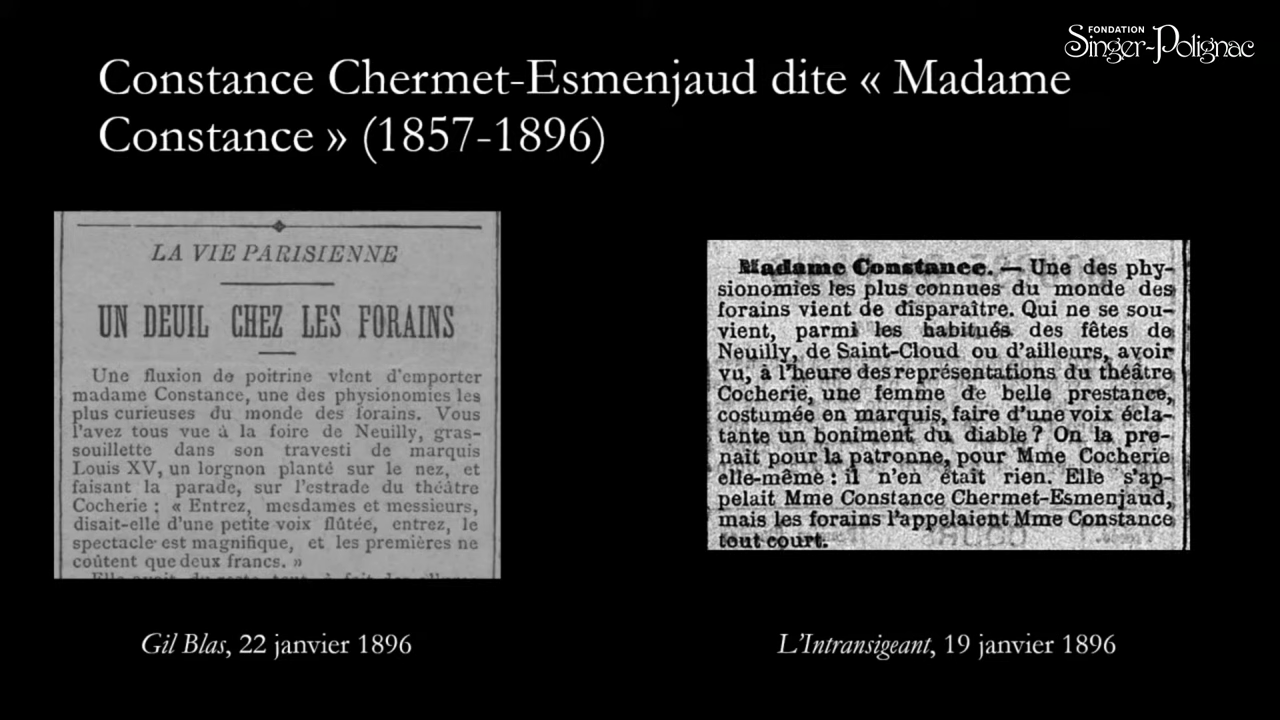 FONDATION
Singer-Polignac
Constance Chermet-Esmenjaud dite « Madame
Constance » (1857-1896)
LA VIE PARISIENNE
UN DEUIL CHEZ LES FORAINS
Une fluxion de poitrine vient d'emporter
madame Constance, une des physionomies les
plus curieuses du monde des forains. Vous
l'avez tous vue à la foire de Neuilly, gras-
souillette dans son travesti de marquis
Louis XV, un lorgnon planté sur le nez, et
faisant la parade, sur l'estrade du théâtre
Cocherie : « Entrez, mesdames et messieurs,
disait-elle d'une petite voix flûtée, entrez, le
spectacle est magnifique, et les premières ne
coûtent que deux francs. »
Madame Constance. — Une des phy-
sionomies les plus connues du monde des
forains vient de disparaître. Qui ne se sou-
vient, parmi les habitués des fêtes de
Neuilly, de Saint-Cloud ou d'ailleurs, avoir
vu, à l'heure des représentations du théâtre
Cocherie, une femme de belle prestance,
costumée en marquis, faire d'une voix écla-
tante un boniment du diable ? On la pre-
nait pour la patronne, pour Mme Cocherie
elle-même : il n'en était rien. Elle s'ap-
pelait Mme Constance Chermet-Esmenjaud,
mais les forains l'appelaient Mme Constance
tout court.
Gil Blas, 22 janvier 1896
L'Intransigeant, 19 janvier 1896